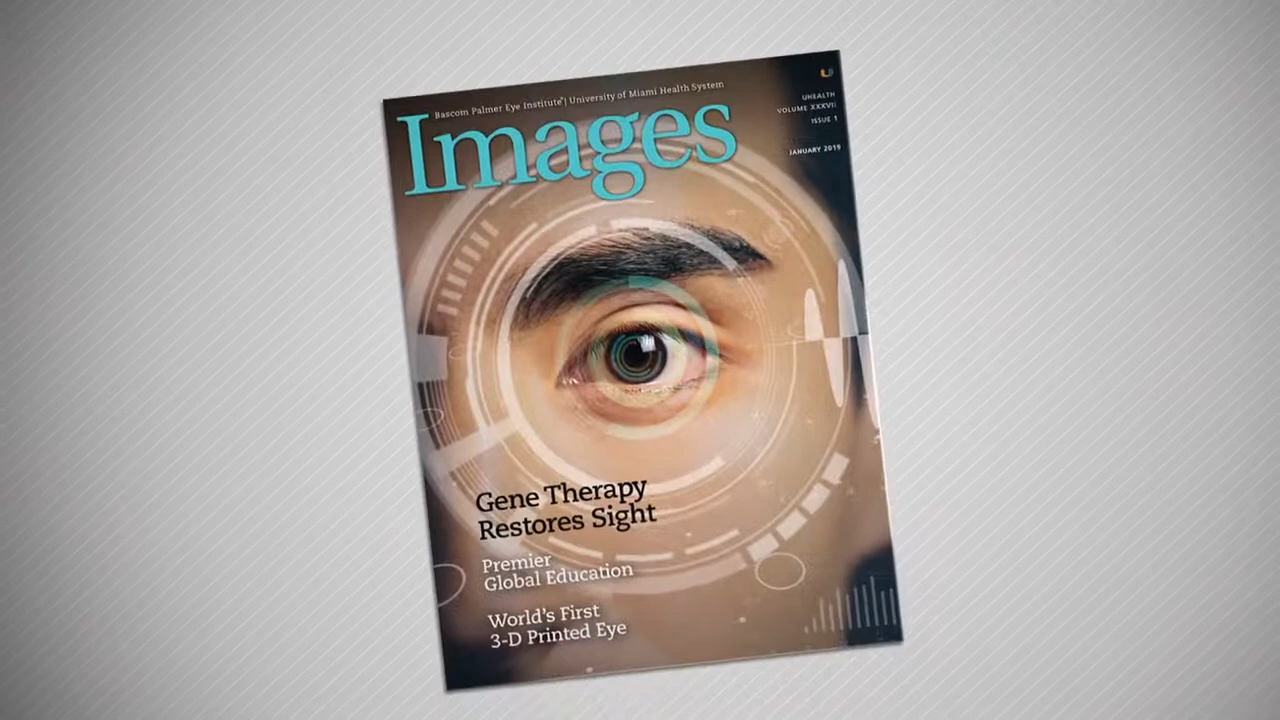 Bascom Palmer Eye Institute® | University of Miami Health System
Images
UHEALTH
VOLUME XXXVII
ISSUE 1
JANUARY 2019
Gene Therapy
Restores Sight
Premier
Global Education
World's First
3-D Printed Eye